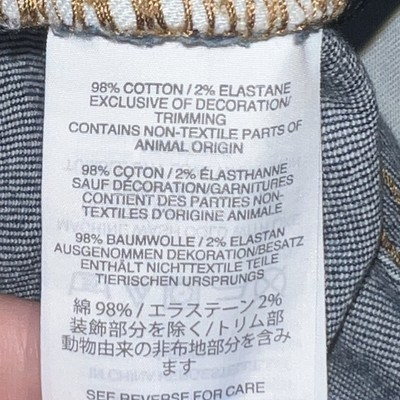 98% COTTON / 2% ELASTANE
EXCLUSIVE OF DECORATION/
TRIMMING
CONTAINS NON-TEXTILE PARTS OF
ANIMAL ORIGIN
98% COTON / 2% ÉLASTHANNE
SAUF DÉCORATION/GARNITURES
CONTIENT DES PARTIES NON-
TEXTILES D'ORIGINE ANIMALE
98% BAUMWOLLE / 2% ELASTAN
AUSGENOMMEN DEKORATION/BESATZ
ENTHÄLT NICHTTEXTILE TEILE
TIERISCHEN URSPRUNGS
綿 98% / エラステーン 2%
装飾部分を除く/トリム部
動物由来の非布地部分を含み
ます
SEE REVERSE FOR CARE